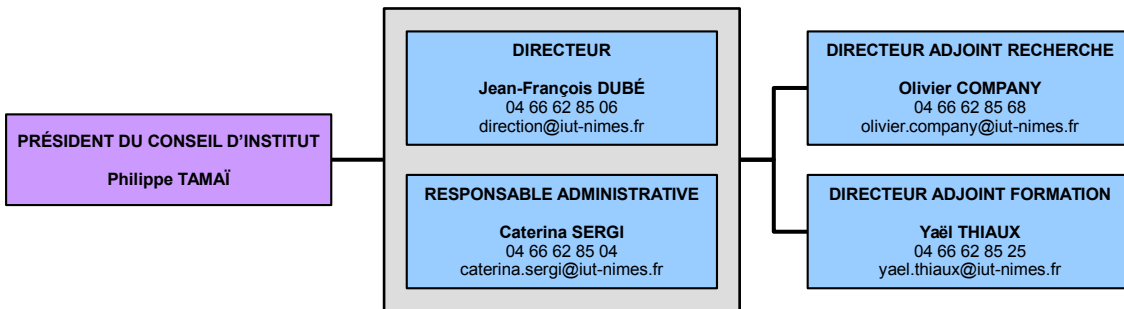 PRÉSIDENT DU CONSEIL D'INSTITUT
Philippe TAMAÏ
DIRECTEUR
Jean-François DUBÉ
04 66 62 85 06
direction@iut-nimes.fr
RESPONSABLE ADMINISTRATIVE
Caterina SERGI
04 66 62 85 04
caterina.sergi@iut-nimes.fr
DIRECTEUR ADJOINT RECHERCHE
Olivier COMPANY
04 66 62 85 68
olivier.company@iut-nimes.fr
DIRECTEUR ADJOINT FORMATION
Yaël THIAUX
04 66 62 85 25
yael.thiaux@iut-nimes.fr